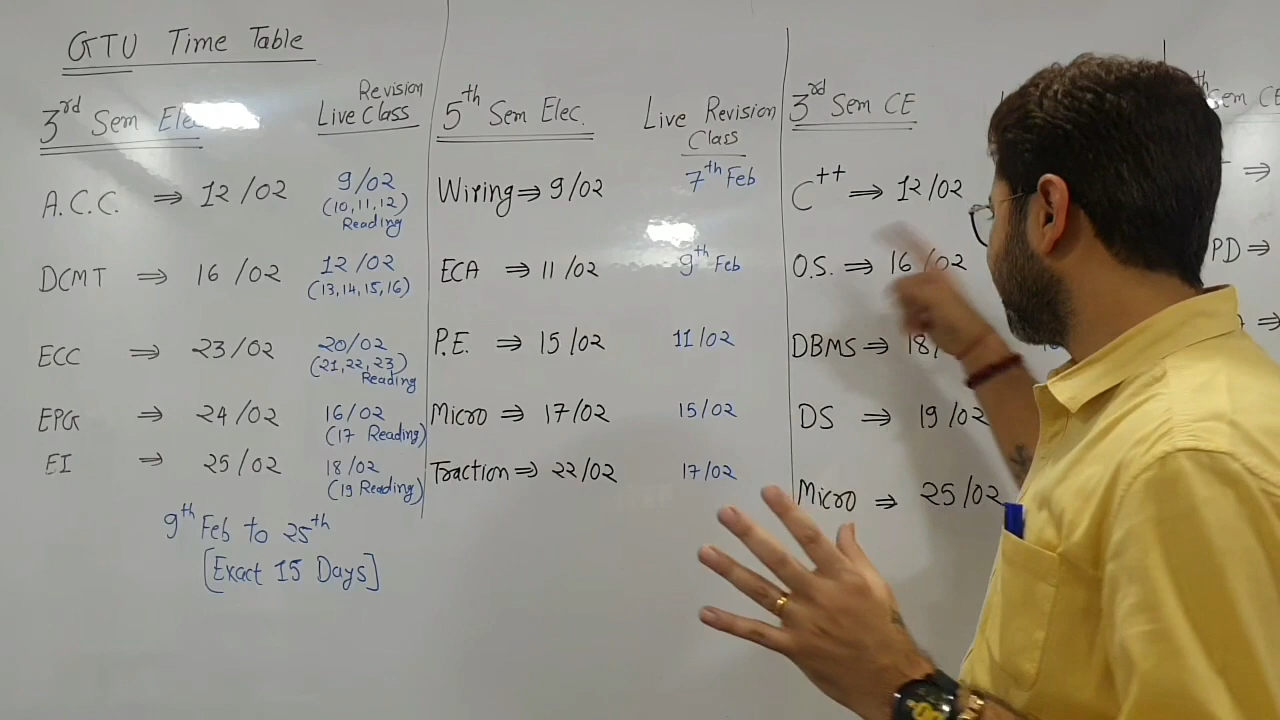 GTU Time Table
3rd Sem Elec
Revision
Live Class
A.C.C. ⇒ 12/02
9/02
(10,11,12)
Reading
DCMT ⇒ 16/02
12/02
(13,14,15,16)
ECC ⇒ 23/02
20/02
(21,22,23)
Reading
EPG ⇒ 24/02
16/02
(17 Reading)
EI ⇒ 25/02
18/02
(19 Reading)
9th Feb to 25th
[Exact 15 Days]
5th Sem Elec.
Live Revision
Class
Wiring ⇒ 9/02
7th Feb
ECA ⇒ 11/02
9th Feb
P.E. ⇒ 15/02
11/02
Micro ⇒ 17/02
15/02
Traction ⇒ 22/02
17/02
3rd Sem CE
C++ ⇒ 12/02
O.S. ⇒ 16/02
DBMS ⇒ 18/
DS ⇒ 19/02
Micro ⇒ 25/02
th Sem CE
⇒
PD ⇒
⇒